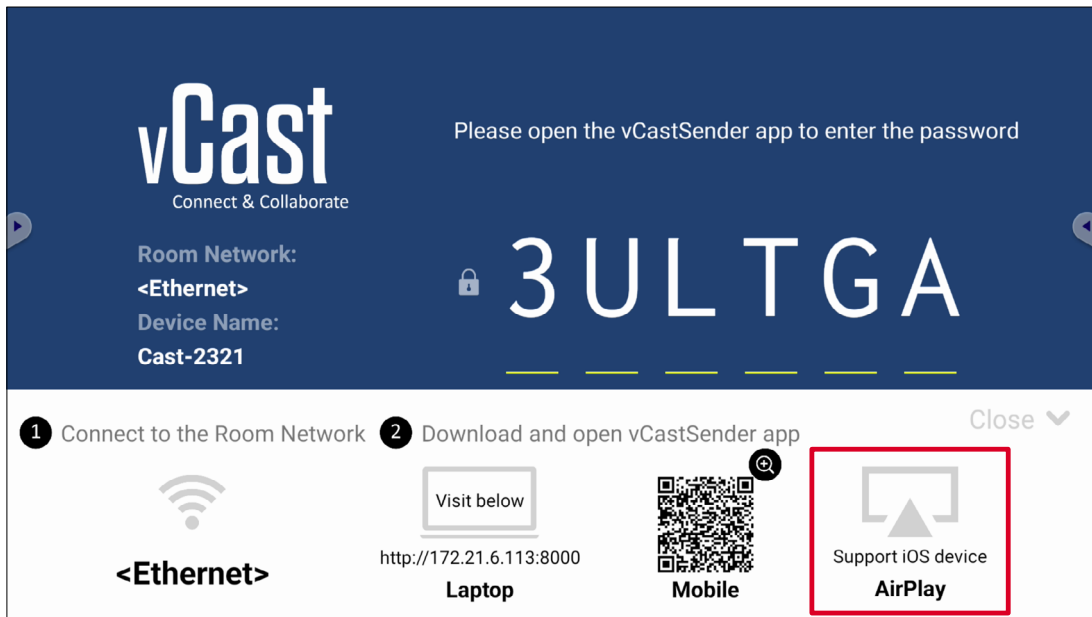 vCast
Connect & Collaborate
Please open the vCastSender app to enter the password
Room Network:
<Ethernet>
Device Name:
Cast-2321
3ULTGA
Close
1 Connect to the Room Network
2 Download and open vCastSender app
<Ethernet>
Visit below
http://172.21.6.113:8000
Laptop
Mobile
Support iOS device
AirPlay